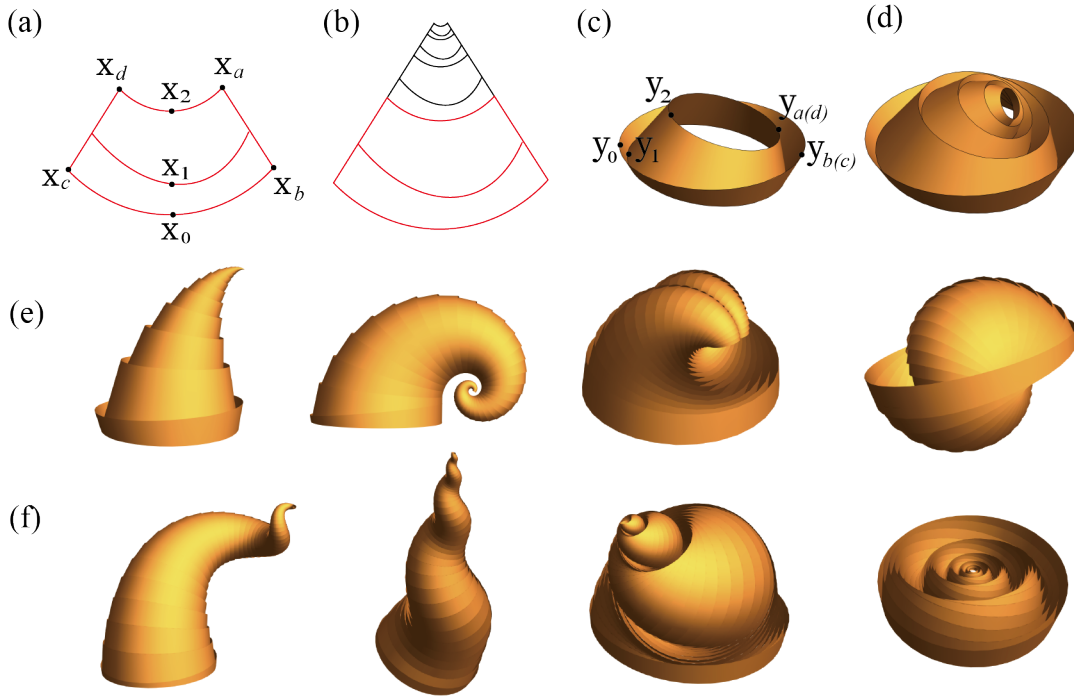 (a) (b) (c) (d)
x_d x_a
x_2
x_c x_1 x_b
x_0
y_2 y_a(d)
y_0 y_1 y_b(c)
(e)
(f)